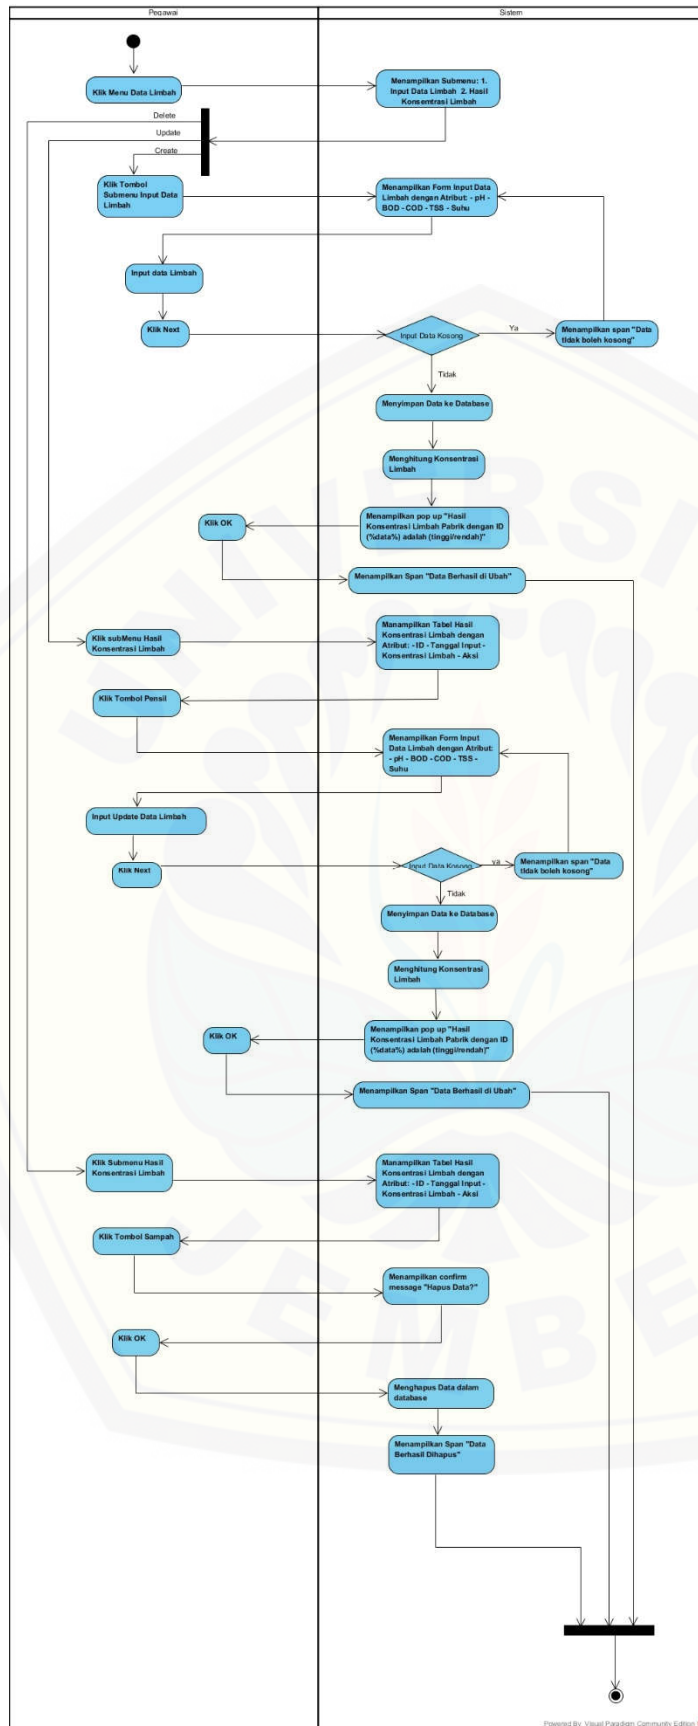 Pegawai
Sistem
Klik Menu Data Limbah
Menampilkan Submenu: 1.
Input Data Limbah 2. Hasil
Konsemtrasi Limbah
Delete
Update
Create
Klik Tombol
Submenu Input Data
Limbah
Menampilkan Form Input Data
Limbah dengan Atribut: - pH -
BOD - COD - TSS - Suhu
Input data Limbah
Klik Next
Input Data Kosong
Ya
Menampilkan span "Data
tidak boleh kosong"
Tidak
Menyimpan Data ke Database
Menghitung Konsentrasi
Limbah
Klik OK
Menampilkan pop up "Hasil
Konsentrasi Limbah Pabrik dengan ID
(%data%) adalah (tinggi/rendah)"
Menampilkan Span "Data Berhasil di Ubah"
Klik subMenu Hasil
Konsentrasi Limbah
Manampilkan Tabel Hasil
Konsentrasi Limbah dengan
Atribut: - ID - Tanggal Input -
Konsentrasi Limbah - Aksi
Klik Tombol Pensil
Menampilkan Form Input
Data Limbah dengan Atribut:
- pH - BOD - COD - TSS -
Suhu
Input Update Data Limbah
Klik Next
Input Data Kosong
ya
Menampilkan span "Data
tidak boleh kosong"
Tidak
Menyimpan Data ke Database
Menghitung Konsentrasi
Limbah
Klik OK
Menampilkan pop up "Hasil
Konsentrasi Limbah Pabrik dengan ID
(%data%) adalah (tinggi/rendah)"
Menampilkan Span "Data Berhasil di Ubah"
Klik Submenu Hasil
Konsentrasi Limbah
Manampilkan Tabel Hasil
Konsentrasi Limbah dengan
Atribut: - ID - Tanggal Input -
Konsentrasi Limbah - Aksi
Klik Tombol Sampah
Menampilkan confirm
message "Hapus Data?"
Klik OK
Menghapus Data dalam
database
Menampilkan Span "Data
Berhasil Dihapus"
Powered By Visual Paradigm Community Edition
UNIVERSI
JEMBE